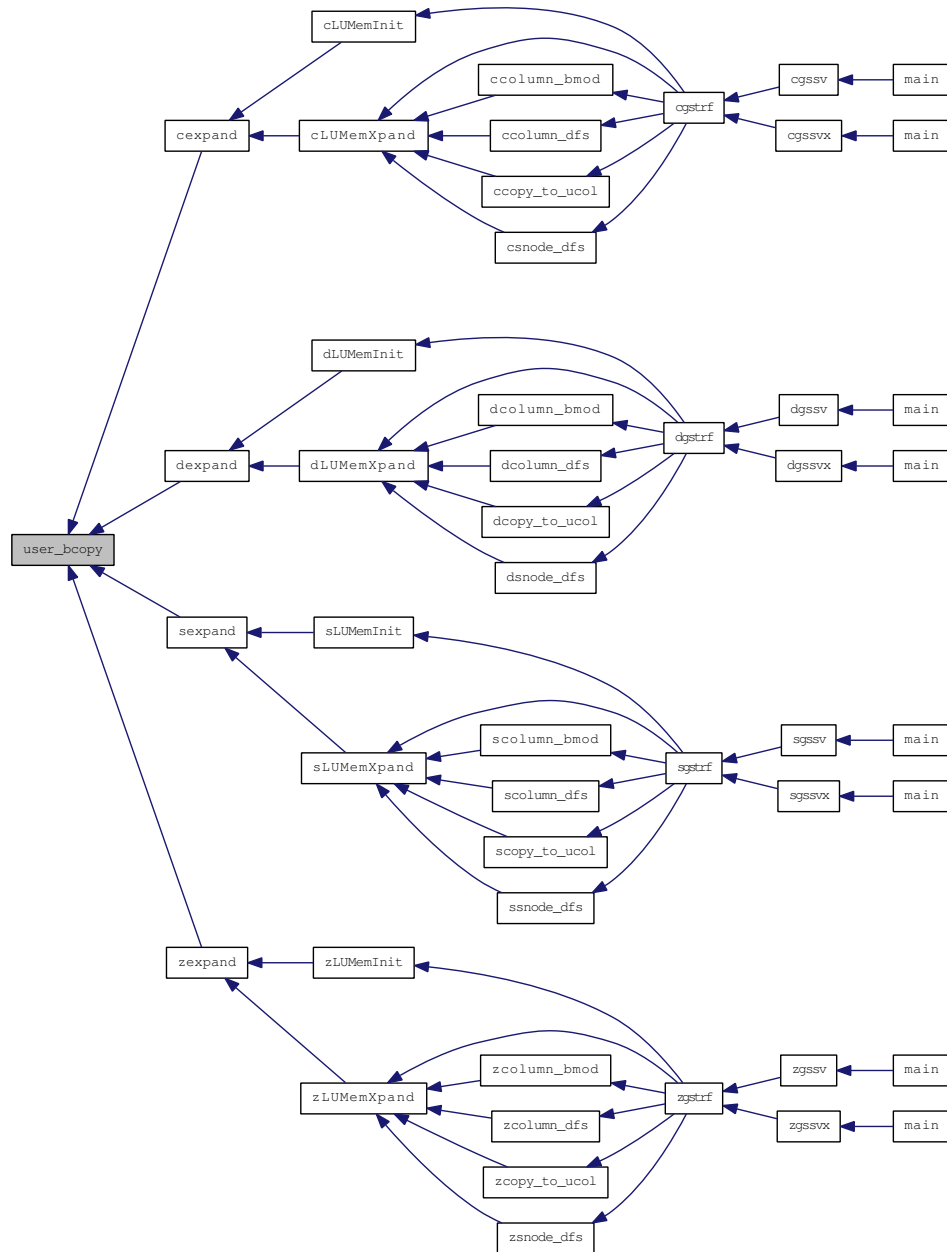 cLUMemInit
ccolumn_bmod
cgssv
main
cgstrf
cexpand
cLUMemXpand
ccolumn_dfs
cgssvx
main
ccopy_to_ucol
csnode_dfs
dLUMemInit
dcolumn_bmod
dgssv
main
dgstrf
dexpand
dLUMemXpand
dcolumn_dfs
dgssvx
main
dcopy_to_ucol
user_bcopy
dsnode_dfs
sexpand
sLUMemInit
scolumn_bmod
sgssv
main
sgstrf
sLUMemXpand
scolumn_dfs
sgssvx
main
scopy_to_ucol
ssnode_dfs
zexpand
zLUMemInit
zcolumn_bmod
zgssv
main
zgstrf
zLUMemXpand
zcolumn_dfs
zgssvx
main
zcopy_to_ucol
zsnode_dfs